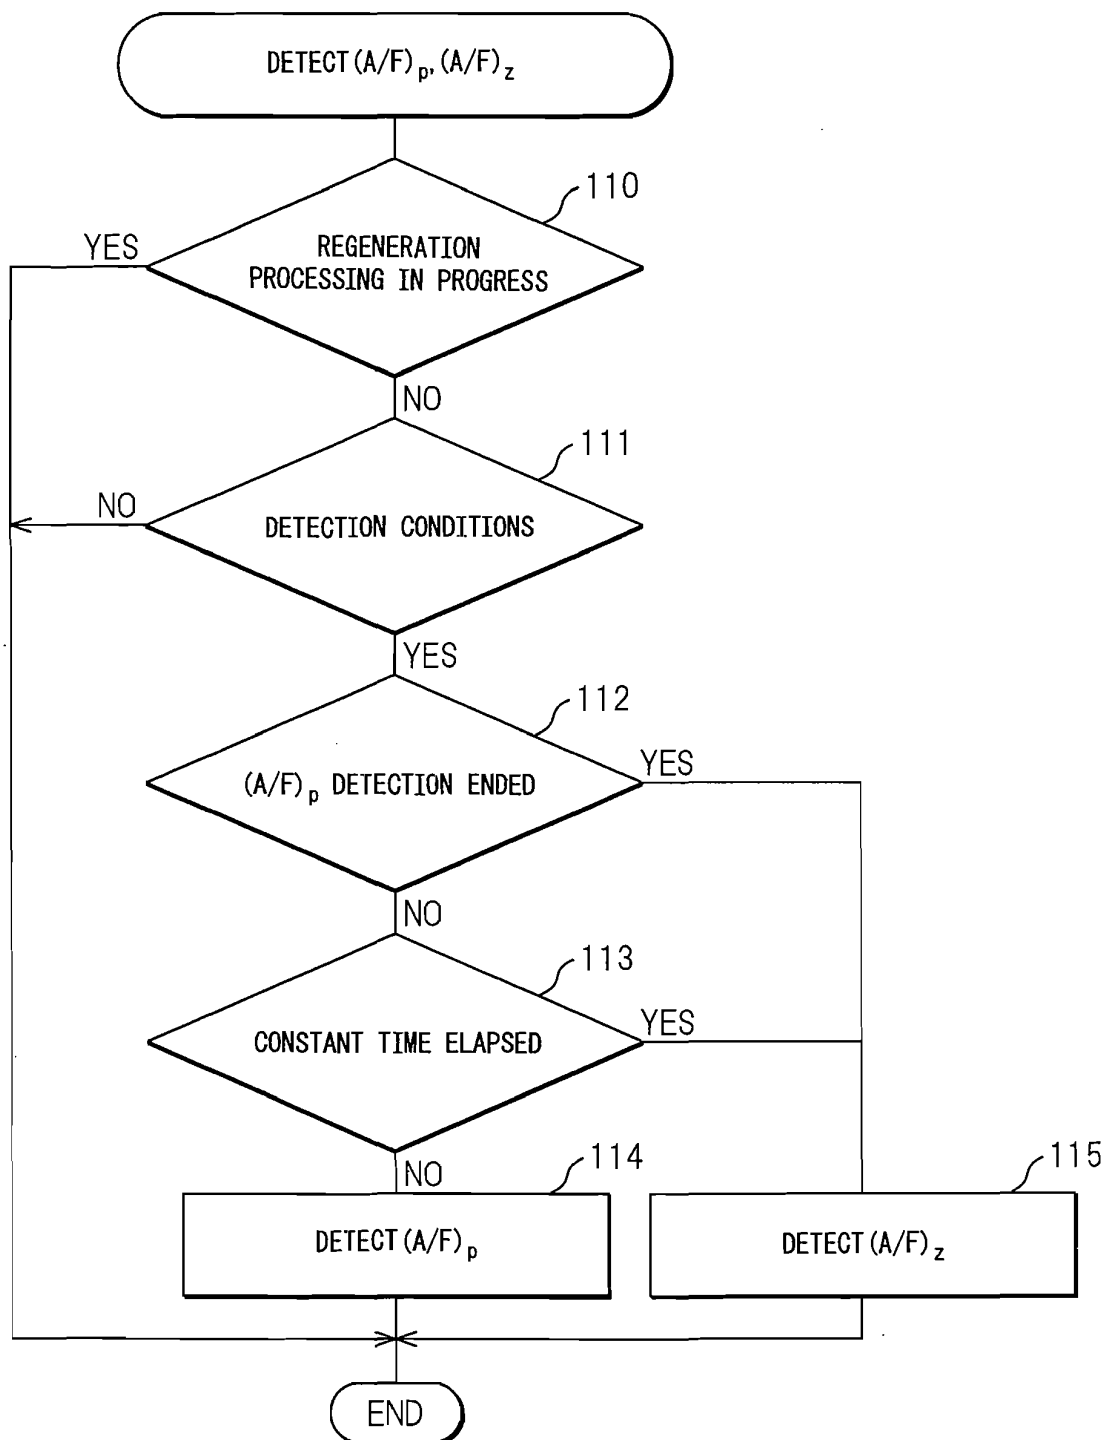 DETECT(A/F)p, (A/F)z
110
YES
REGENERATION
PROCESSING IN PROGRESS
NO
111
NO
DETECTION CONDITIONS
YES
112
(A/F)p DETECTION ENDED
YES
NO
113
CONSTANT TIME ELAPSED
YES
NO
114
115
DETECT(A/F)p
DETECT(A/F)z
END